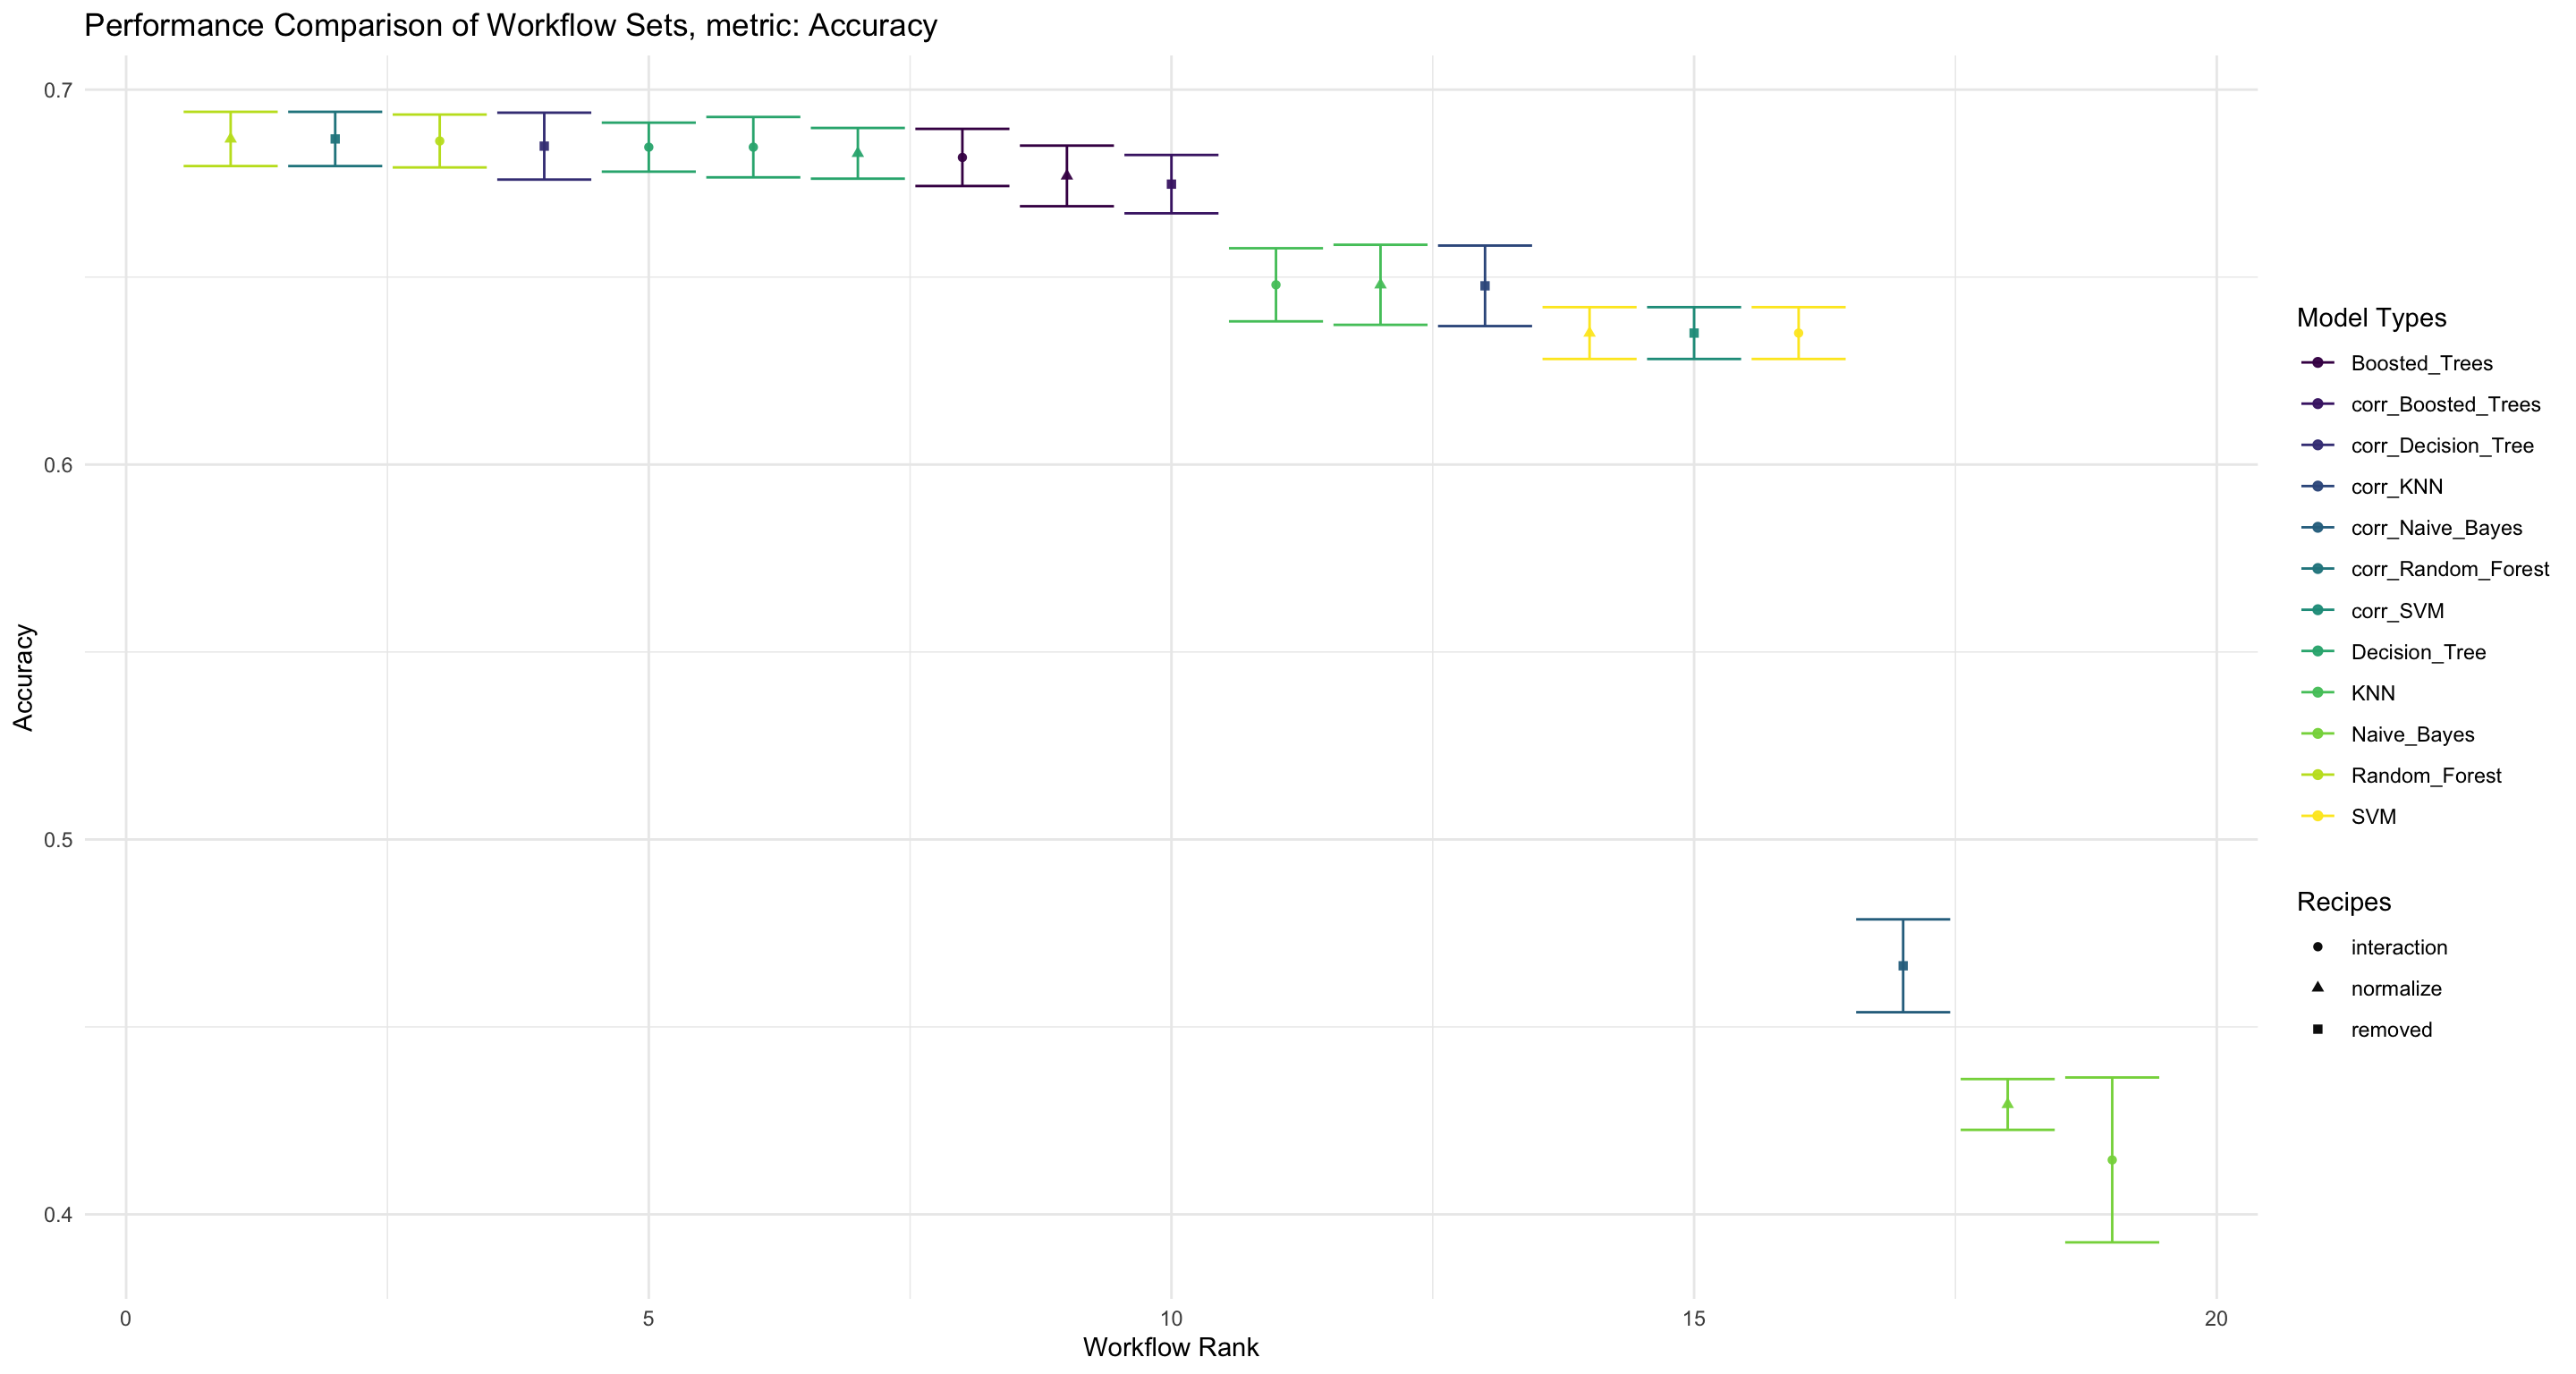 Performance Comparison of Workflow Sets, metric: Accuracy
0.7
0.6
0.5
0.4
Accuracy
0
5
10
15
20
Workflow Rank
Model Types
Boosted_Trees
corr_Boosted_Trees
corr_Decision_Tree
corr_KNN
corr_Naive_Bayes
corr_Random_Forest
corr_SVM
Decision_Tree
KNN
Naive_Bayes
Random_Forest
SVM
Recipes
interaction
normalize
removed